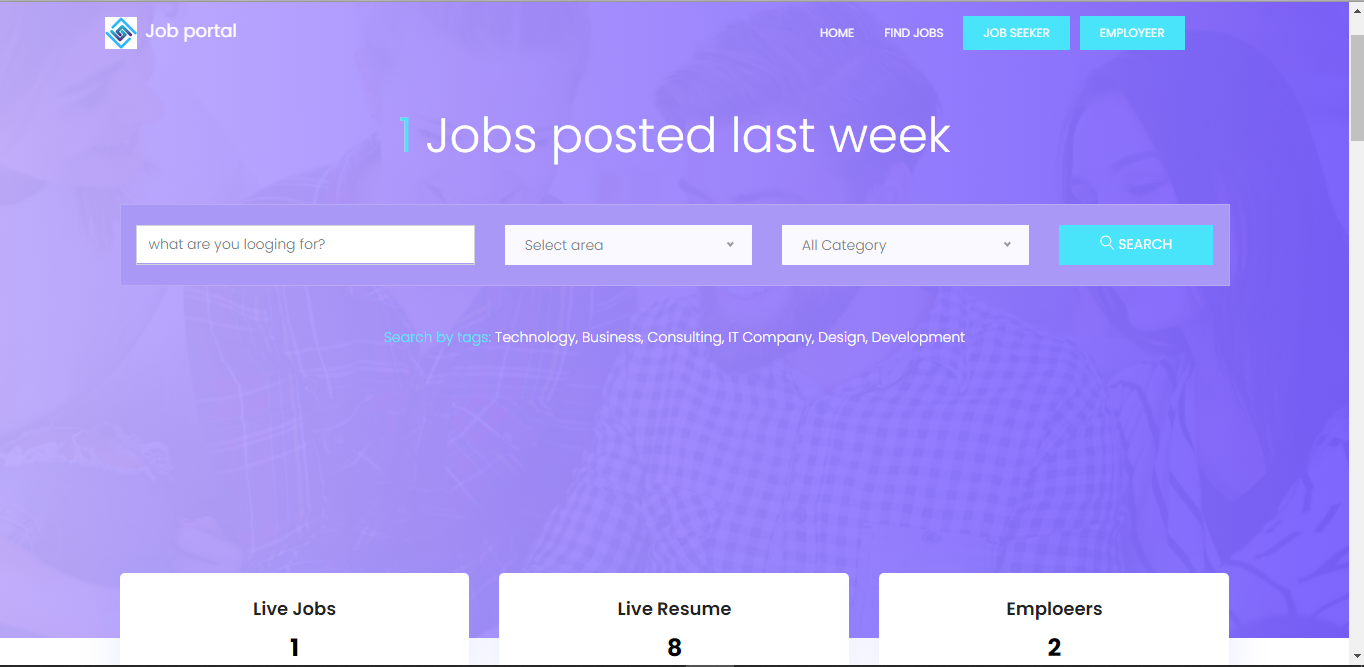 Job portal
HOME FIND JOBS JOB SEEKER EMPLOYEER
1 Jobs posted last week
what are you looging for? Select area All Category SEARCH
Search by tags: Technology, Business, Consulting, IT Company, Design, Development
Live Jobs Live Resume Emploeers
1 8 2